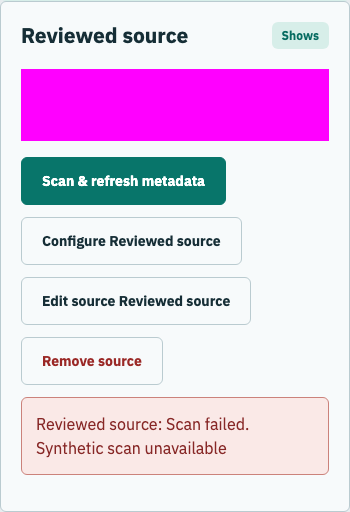 Reviewed source
Shows
Scan & refresh metadata
Configure Reviewed source
Edit source Reviewed source
Remove source
Reviewed source: Scan failed.
Synthetic scan unavailable